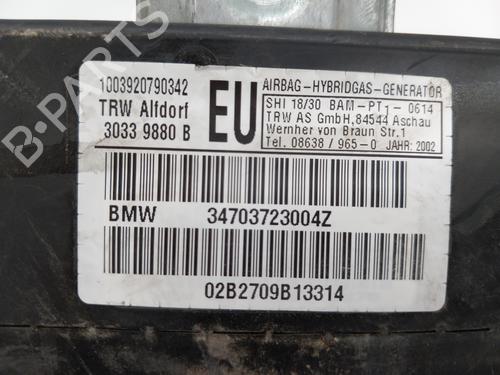 1003920790342
TRW Alfdorf
3033 9880 B
EU
AIRBAG-HYBRIDGAS-GENERATOR
SHI 18/30 BAM-PT1-0614
TRW AS GmbH,84544 Aschau
Wernher von Braun Str.1
Tel. 08638/965-0 JAHR: 2002
BMW 34703723004Z
02B2709B13314